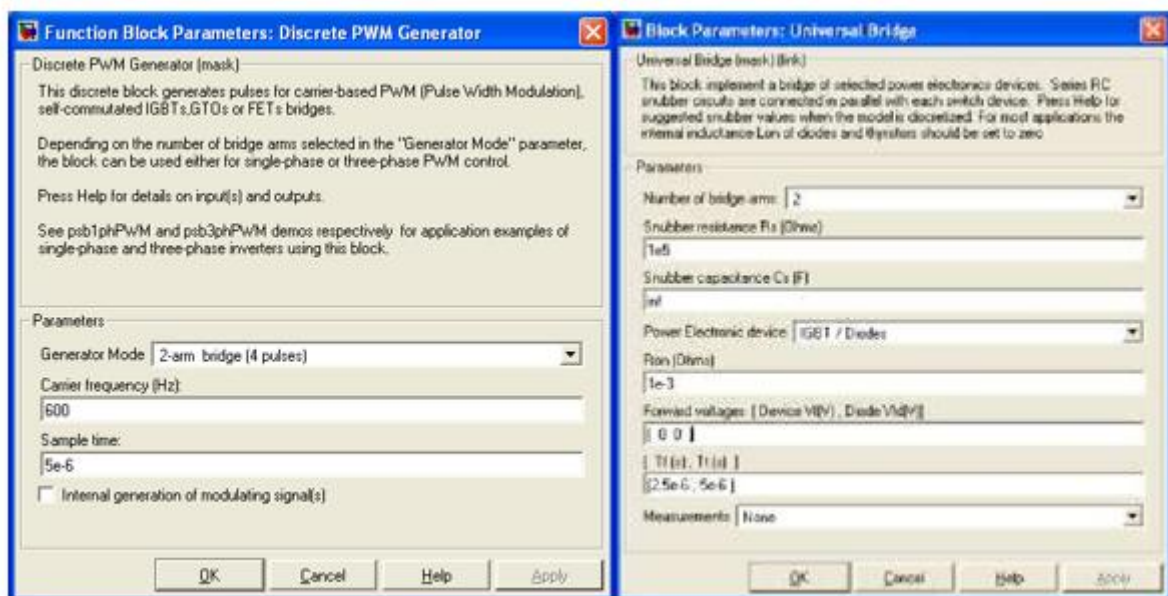 Function Block Parameters: Discrete PWM Generator
Discrete PWM Generator (mask)
This discrete block generates pulses for carrier-based PWM (Pulse Width Modulation),
self-commutated IGBTs,GTOs or FETs bridges.
Depending on the number of bridge arms selected in the "Generator Mode" parameter,
the block can be used either for single-phase or three-phase PWM control.
Press Help for details on input(s) and outputs.
See psb1phPWM and psb3phPWM demos respectively for application examples of
single-phase and three-phase inverters using this block.
Parameters
Generator Mode 2-arm bridge (4 pulses)
Carrier frequency (Hz):
600
Sample time:
5e-6
Internal generation of modulating signal(s)
OK Cancel Help Apply
Block Parameters: Universal Bridge
Universal Bridge (mask) (link)
This block implement a bridge of selected power electronics devices. Series RC
snubber circuits are connected in parallel with each switch device. Press Help for
suggested snubber values when the model is discretized. For most applications the
internal inductance Lon of diodes and thyristors should be set to zero
Parameters
Number of bridge arms: 2
Snubber resistance Rs (Ohms)
1e5
Snubber capacitance Cs (F)
inf
Power Electronic device IGBT / Diodes
Ron (Ohms)
1e-3
Forward voltages [ Device Vf(V) , Diode Vfd(V)]
[ 0 0 ]
[ Tf (s) , Tt (s) ]
[2.5e-6 , 5e-6 ]
Measurements None
OK Cancel Help Apply